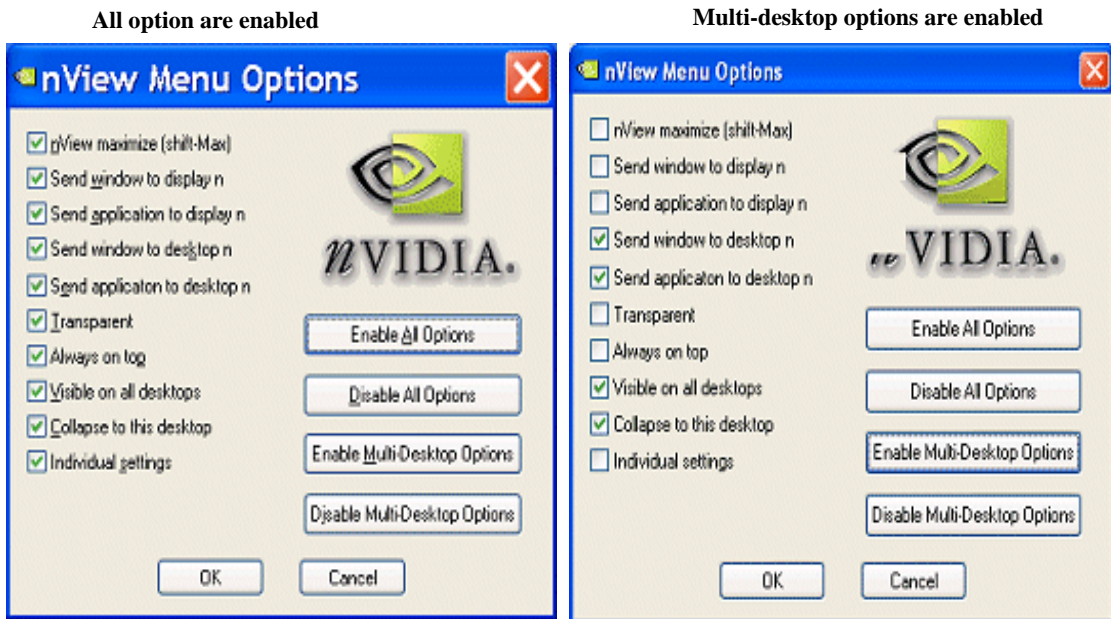 All option are enabled
nView Menu Options
nView maximize (shift-Max)
Send window to display n
Send application to display n
Send window to desktop n
Send applicaton to desktop n
Transparent
Always on top
Visible on all desktops
Collapse to this desktop
Individual settings
nVIDIA.
Enable All Options
Disable All Options
Enable Multi-Desktop Options
Disable Multi-Desktop Options
OK
Cancel
Multi-desktop options are enabled
nView Menu Options
nView maximize (shift-Max)
Send window to display n
Send application to display n
Send window to desktop n
Send applicaton to desktop n
Transparent
Always on top
Visible on all desktops
Collapse to this desktop
Individual settings
nVIDIA.
Enable All Options
Disable All Options
Enable Multi-Desktop Options
Disable Multi-Desktop Options
OK
Cancel